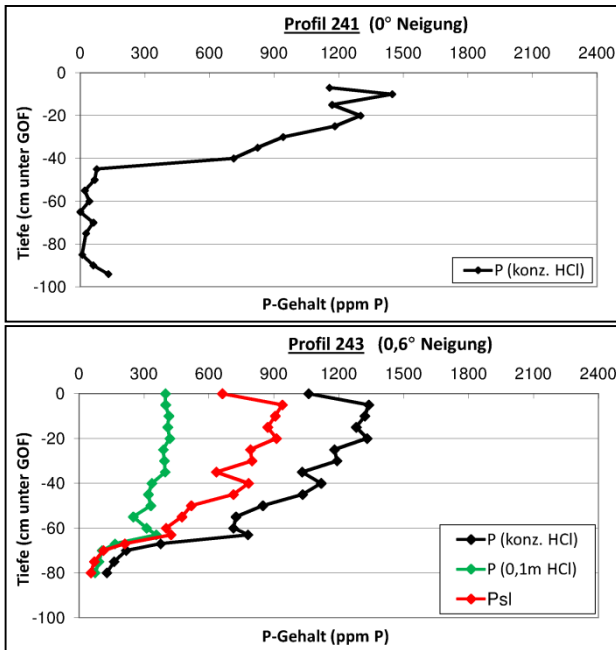 Profil 241 (0° Neigung)
0 300 600 900 1200 1500 1800 2100 2400
0
-20
-40
-60
-80
-100
Tiefe (cm unter GOF)
P (konz. HCl)
P-Gehalt (ppm P)
Profil 243 (0,6° Neigung)
0 300 600 900 1200 1500 1800 2100 2400
0
-20
-40
-60
-80
-100
Tiefe (cm unter GOF)
P (konz. HCl)
P (0,1m HCl)
Psl
P-Gehalt (ppm P)